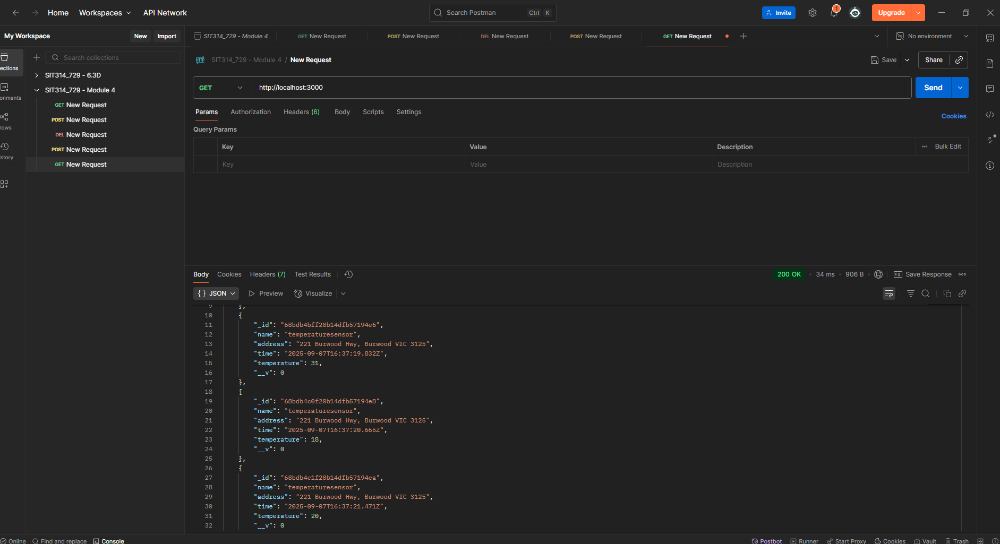 Home Workspaces API Network Search Postman Ctrl K Invite 1 Upgrade
My Workspace New Import SIT314_729 - Module 4 GET New Request POST New Request DEL New Request POST New Request GET New Request No environment
Search collections
ections
SIT314_729 - Module 4 / New Request Save Share
SIT314_729 - 6.3D
SIT314_729 - Module 4
GET http://localhost:3000 Send
onments
GET New Request
POST New Request
DEL New Request
POST New Request
GET New Request
lows
istory
Params Authorization Headers (6) Body Scripts Settings Cookies
Query Params
Key Value Description Bulk Edit
Key Value Description
Body Cookies Headers (7) Test Results 200 OK 34 ms 906 B e.g. Save Response
{} JSON Preview Visualize
9 },
10 {
11 "_id": "68bdb4bff20b14dfb57194e6",
12 "name": "temperaturesensor",
13 "address": "221 Burwood Hwy, Burwood VIC 3125",
14 "time": "2025-09-07T16:37:19.832Z",
15 "temperature": 31,
16 "__v": 0
17 },
18 {
19 "_id": "68bdb4c0f20b14dfb57194e8",
20 "name": "temperaturesensor",
21 "address": "221 Burwood Hwy, Burwood VIC 3125",
22 "time": "2025-09-07T16:37:20.665Z",
23 "temperature": 18,
24 "__v": 0
25 },
26 {
27 "_id": "68bdb4c1f20b14dfb57194ea",
28 "name": "temperaturesensor",
29 "address": "221 Burwood Hwy, Burwood VIC 3125",
30 "time": "2025-09-07T16:37:21.471Z",
31 "temperature": 20,
32 "__v": 0
Online Find and replace Console Postbot Runner Start Proxy Cookies Vault Trash